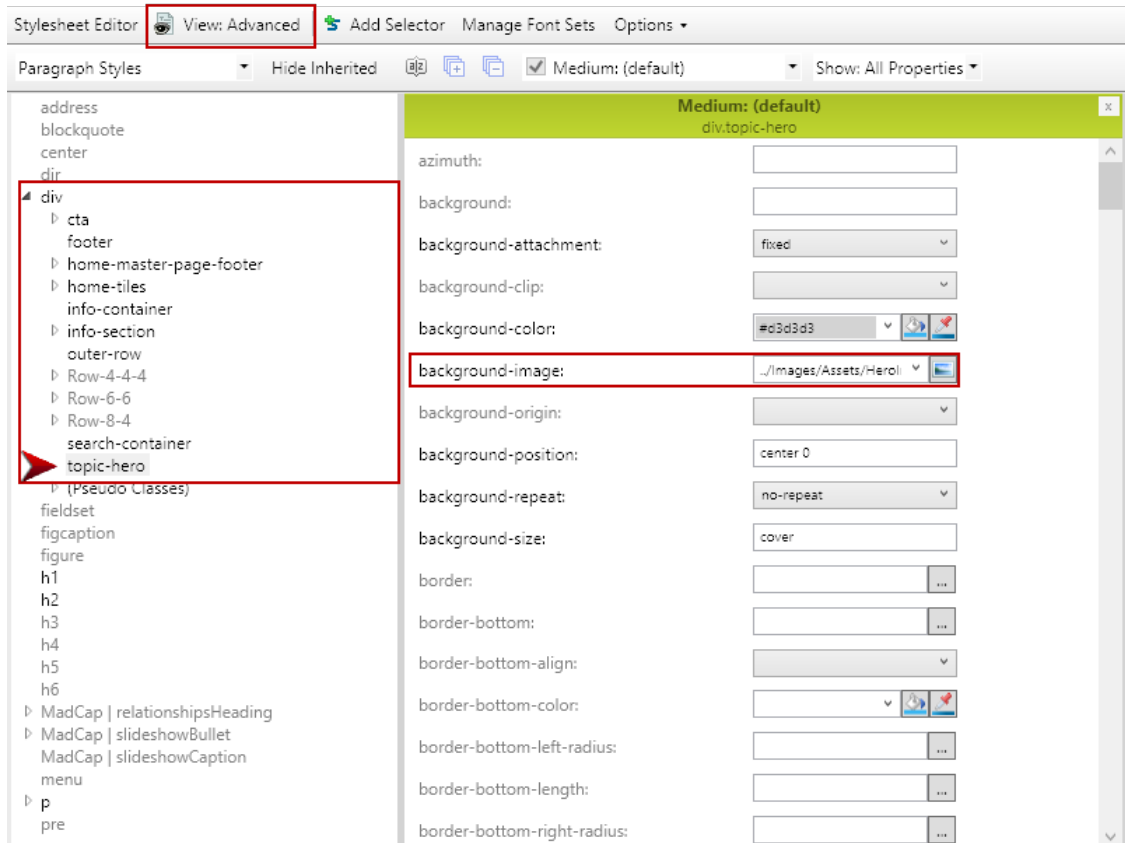 Stylesheet Editor View: Advanced Add Selector Manage Font Sets Options
Paragraph Styles Hide Inherited Medium: (default) Show: All Properties
address
blockquote
center
dir
div
cta
footer
home-master-page-footer
home-tiles
info-container
info-section
outer-row
Row-4-4-4
Row-6-6
Row-8-4
search-container
topic-hero
(Pseudo Classes)
fieldset
figcaption
figure
h1
h2
h3
h4
h5
h6
MadCap | relationshipsHeading
MadCap | slideshowBullet
MadCap | slideshowCaption
menu
p
pre
Medium: (default)
div.topic-hero
azimuth:
background:
background-attachment: fixed
background-clip:
background-color: #d3d3d3
background-image: ../Images/Assets/HeroI
background-origin:
background-position: center 0
background-repeat: no-repeat
background-size: cover
border: ...
border-bottom: ...
border-bottom-align:
border-bottom-color:
border-bottom-left-radius: ...
border-bottom-length: ...
border-bottom-right-radius: ...